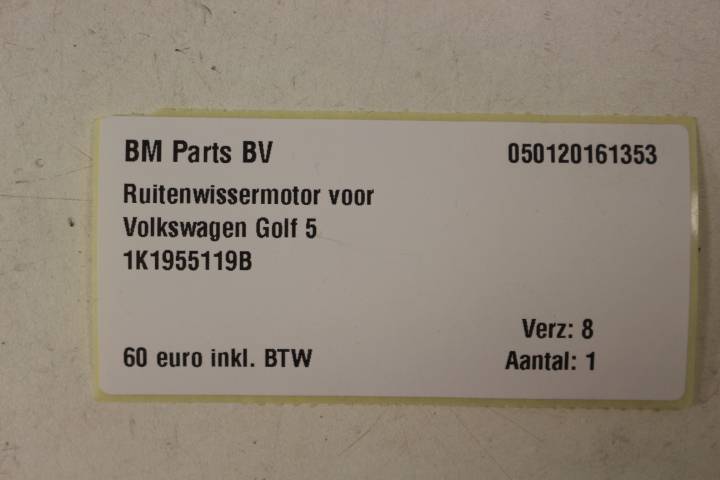 BM Parts BV 050120161353
Ruitenwissermotor voor
Volkswagen Golf 5
1K1955119B
Verz: 8
60 euro inkl. BTW Aantal: 1